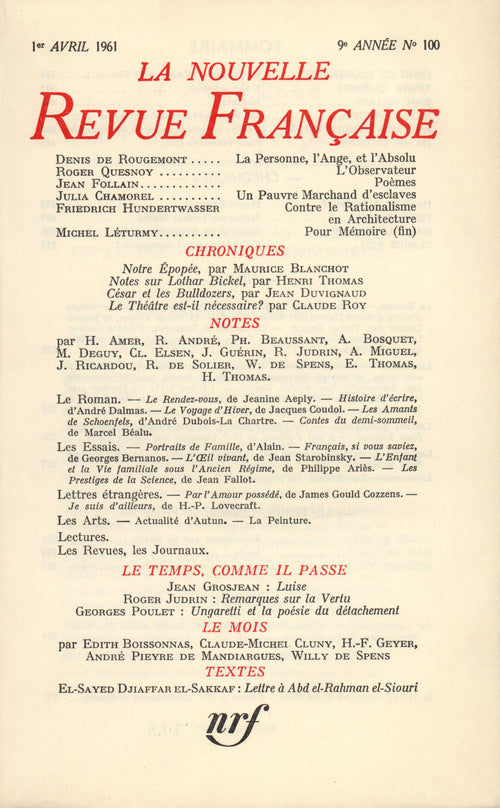 1er AVRIL 1961 9e ANNÉE No 100
LA NOUVELLE
REVUE FRANÇAISE
DENIS DE ROUGEMONT ..... La Personne, l'Ange, et l'Absolu
ROGER QUESNOY .......... L'Observateur
JEAN FOLLAIN............ Poèmes
JULIA CHAMOREL .......... Un Pauvre Marchand d'esclaves
FRIEDRICH HUNDERTWASSER Contre le Rationalisme
en Architecture
MICHEL LÉTURMY.......... Pour Mémoire (fin)
CHRONIQUES
Notre Épopée, par MAURICE BLANCHOT
Notes sur Lothar Bickel, par HENRI THOMAS
César et les Bulldozers, par JEAN DUVIGNAUD
Le Théâtre est-il nécessaire? par CLAUDE ROY
NOTES
par H. AMER, R. ANDRÉ, PH. BEAUSSANT, A. BOSQUET,
M. DEGUY, CL. ELSEN, J. GUÉRIN, R. JUDRIN, A. MIGUEL,
J. RICARDOU, R. DE SOLIER, W. DE SPENS, E. THOMAS,
H. THOMAS.
Le Roman. — Le Rendez-vous, de Jeanine Aeply. — Histoire d'écrire,
d'André Dalmas. — Le Voyage d'Hiver, de Jacques Coudol. — Les Amants
de Schoenfels, d'André Dubois-La Chartre. — Contes du demi-sommeil,
de Marcel Béalu.
Les Essais. — Portraits de Famille, d'Alain. — Français, si vous saviez,
de Georges Bernanos. — L'Œil vivant, de Jean Starobinsky. — L'Enfant
et la Vie familiale sous l'Ancien Régime, de Philippe Ariès. — Les
Prestiges de la Science, de Jean Fallot.
Lettres étrangères. — Par l'Amour possédé, de James Gould Cozzens. —
Je suis d'ailleurs, de H.-P. Lovecraft.
Les Arts. — Actualité d'Autun. — La Peinture.
Lectures.
Les Revues, les Journaux.
LE TEMPS, COMME IL PASSE
JEAN GROSJEAN : Luise
ROGER JUDRIN : Remarques sur la Vertu
GEORGES POULET : Ungaretti et la poésie du détachement
LE MOIS
par EDITH BOISSONNAS, CLAUDE-MICHEL CLUNY, H.-F. GEYER,
ANDRÉ PIEYRE DE MANDIARGUES, WILLY DE SPENS
TEXTES
EL-SAYED DJIAFFAR EL-SAKKAF : Lettre à Abd el-Rahman el-Siouri
nrf